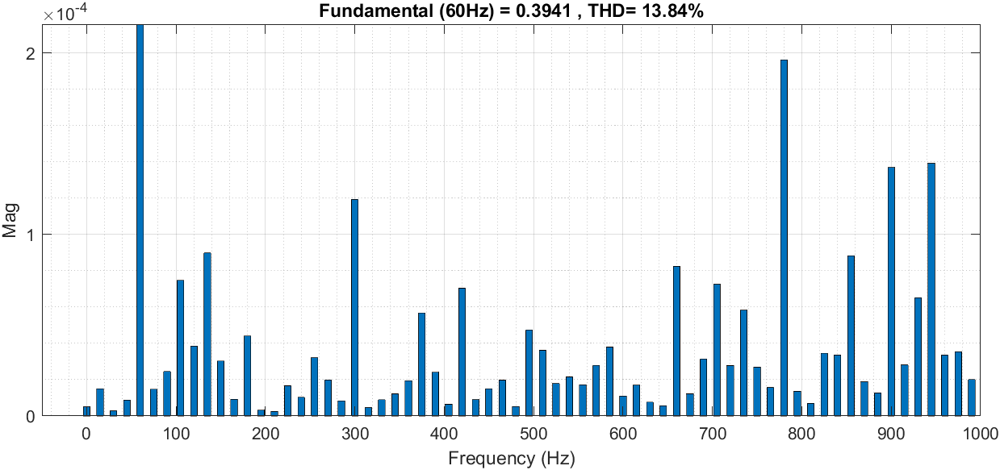 Fundamental (60Hz) = 0.3941 , THD= 13.84%
×10⁻⁴
2
1
0
Mag
0 100 200 300 400 500 600 700 800 900 1000
Frequency (Hz)